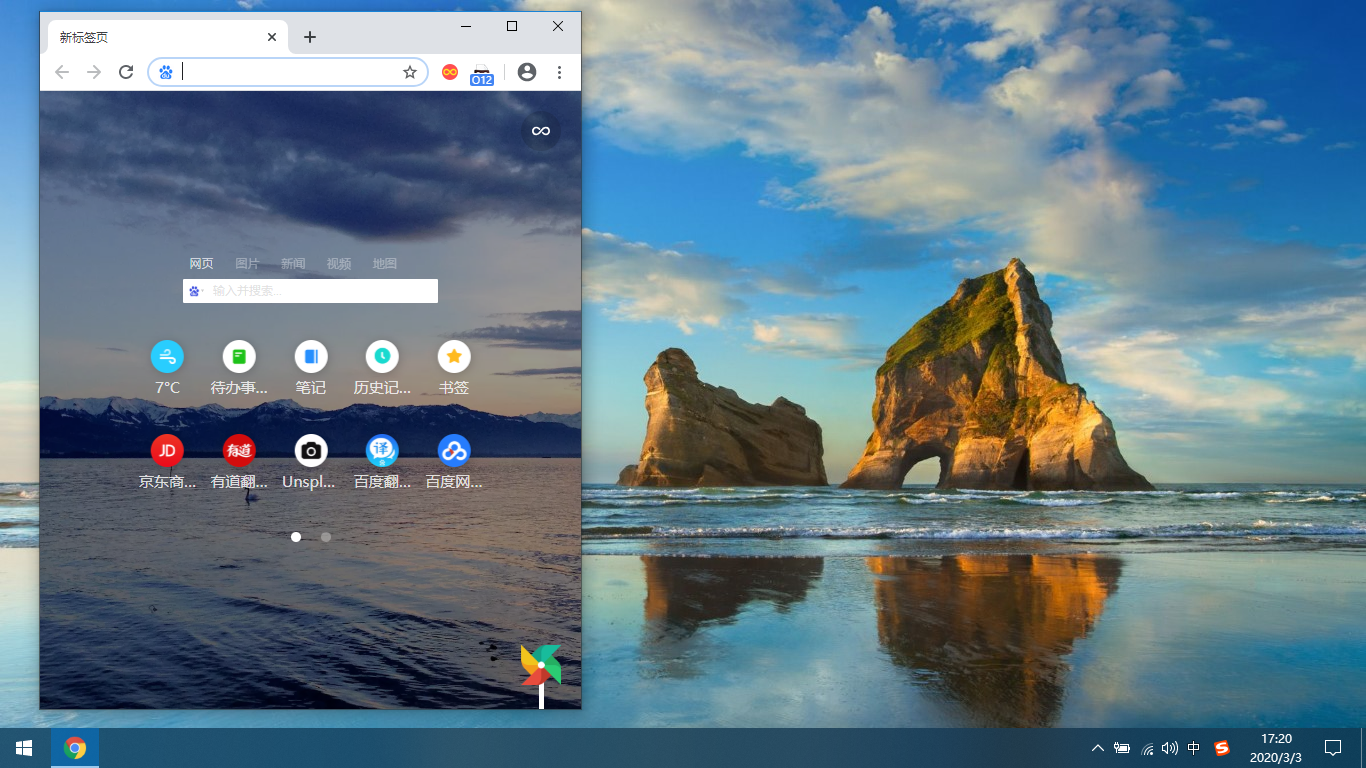 新标签页
O12
网页 图片 新闻 视频 地图
输入并搜索...
7°C 待办事... 笔记 历史记... 书签
JD 有道 译
京东商... 有道翻... Unspl... 百度翻... 百度网...
中 S 17:20
2020/3/3